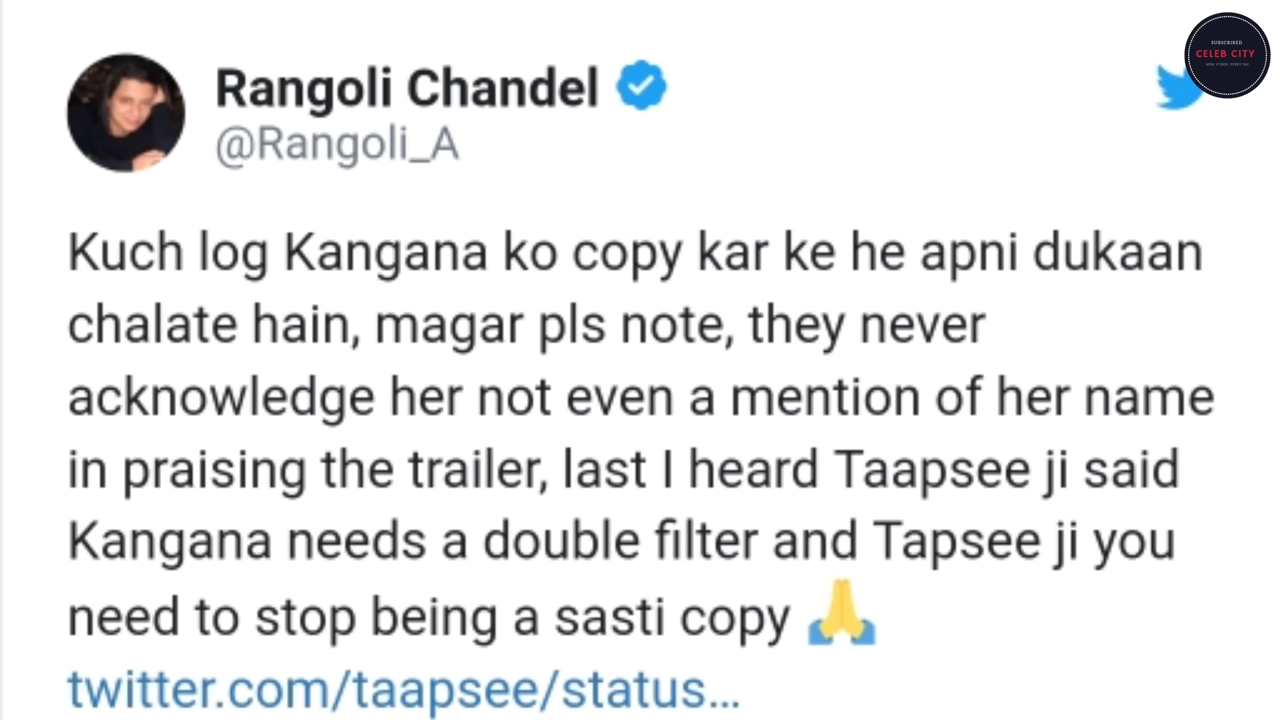 SUBSCRIBED
CELEB CITY
Rangoli Chandel
@Rangoli_A
Kuch log Kangana ko copy kar ke he apni dukaan
chalate hain, magar pls note, they never
acknowledge her not even a mention of her name
in praising the trailer, last I heard Taapsee ji said
Kangana needs a double filter and Tapsee ji you
need to stop being a sasti copy 🙏
twitter.com/taapsee/status...